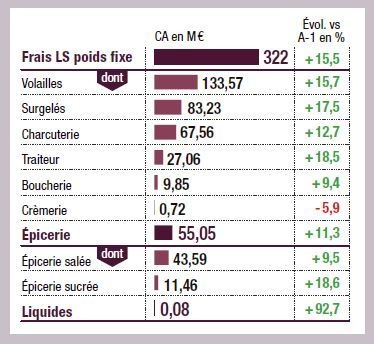 CA en M€
Évol. vs
A-1 en %
Frais LS poids fixe 322 +15,5
dont
Volailles 133,57 +15,7
Surgelés 83,23 +17,5
Charcuterie 67,56 +12,7
Traiteur 27,06 +18,5
Boucherie 9,85 +9,4
Crèmerie 0,72 -5,9
Épicerie 55,05 +11,3
dont
Épicerie salée 43,59 +9,5
Épicerie sucrée 11,46 +18,6
Liquides 0,08 +92,7